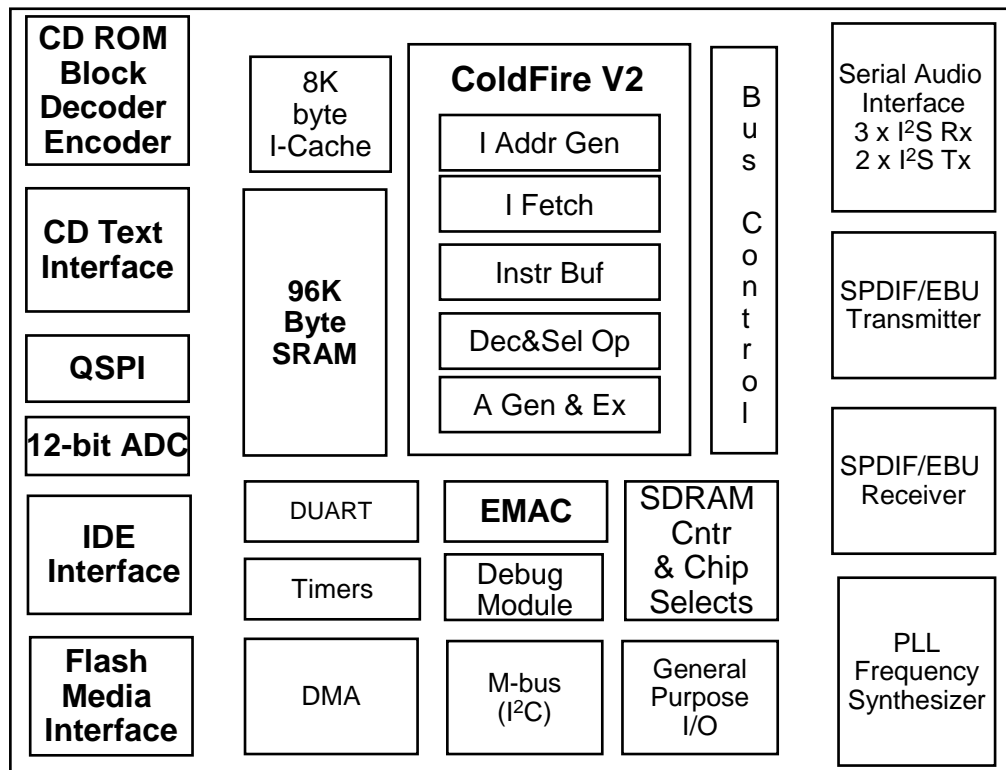 CD ROM
Block
Decoder
Encoder
CD Text
Interface
QSPI
12-bit ADC
IDE
Interface
Flash
Media
Interface
8K
byte
I-Cache
96K
Byte
SRAM
ColdFire V2
I Addr Gen
I Fetch
Instr Buf
Dec&Sel Op
A Gen & Ex
Bus Control
DUART
EMAC
SDRAM
Cntr
& Chip
Selects
Timers
Debug
Module
DMA
M-bus
(I²C)
General
Purpose
I/O
Serial Audio
Interface
3 x I²S Rx
2 x I²S Tx
SPDIF/EBU
Transmitter
SPDIF/EBU
Receiver
PLL
Frequency
Synthesizer